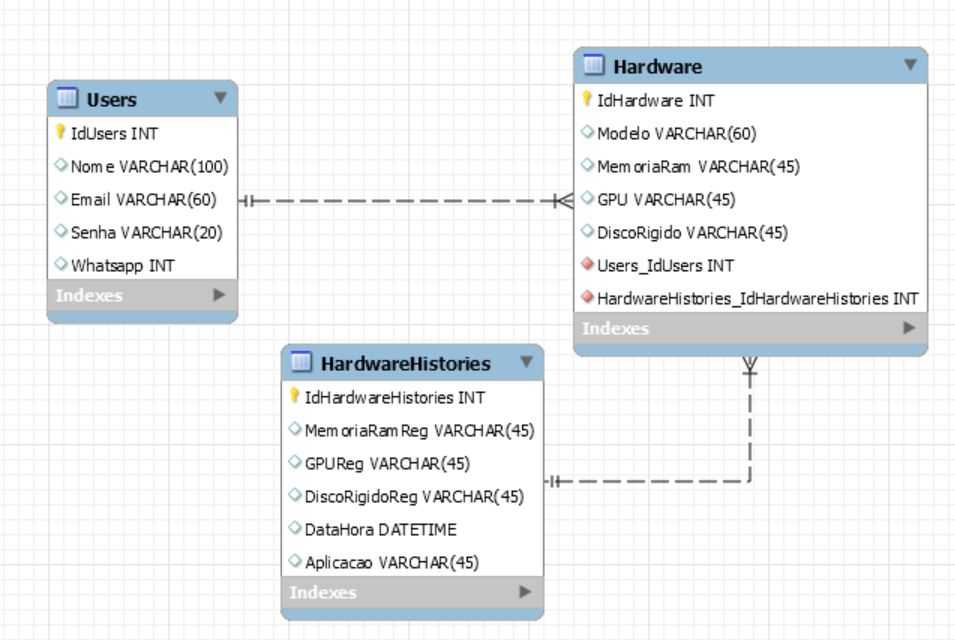 Users
IdUsers INT
Nome VARCHAR(100)
Email VARCHAR(60)
Senha VARCHAR(20)
Whatsapp INT
Indexes
Hardware
IdHardware INT
Modelo VARCHAR(60)
MemoriaRam VARCHAR(45)
GPU VARCHAR(45)
DiscoRigido VARCHAR(45)
Users_IdUsers INT
HardwareHistories_IdHardwareHistories INT
Indexes
HardwareHistories
IdHardwareHistories INT
MemoriaRamReg VARCHAR(45)
GPUReg VARCHAR(45)
DiscoRigidoReg VARCHAR(45)
DataHora DATETIME
Aplicacao VARCHAR(45)
Indexes